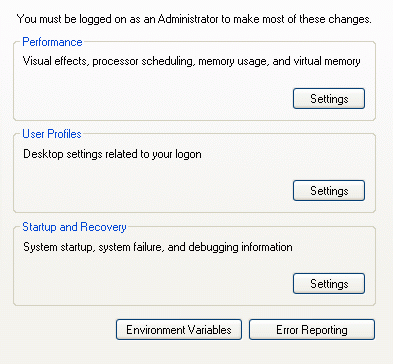 You must be logged on as an Administrator to make most of these changes.
Performance
Visual effects, processor scheduling, memory usage, and virtual memory
Settings
User Profiles
Desktop settings related to your logon
Settings
Startup and Recovery
System startup, system failure, and debugging information
Settings
Environment Variables
Error Reporting